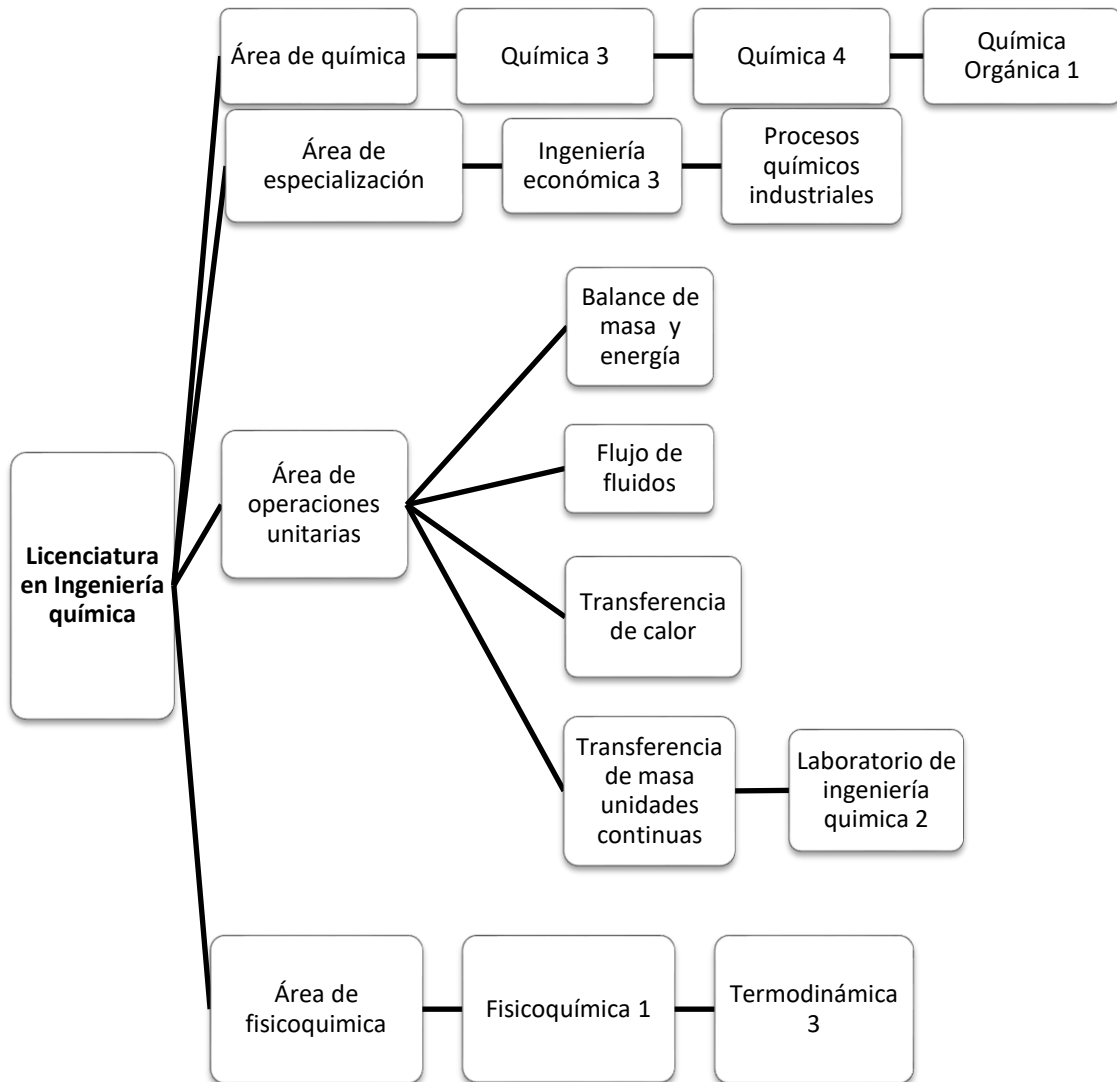 Área de química
Química 3
Química 4
Química
Orgánica 1
Área de
especialización
Ingeniería
económica 3
Procesos
químicos
industriales
Balance de
masa y
energía
Flujo de
fluidos
Área de
operaciones
unitarias
Licenciatura
en Ingeniería
química
Transferencia
de calor
Transferencia
de masa
unidades
continuas
Laboratorio de
ingeniería
quimica 2
Área de
fisicoquimica
Fisicoquímica 1
Termodinámica
3